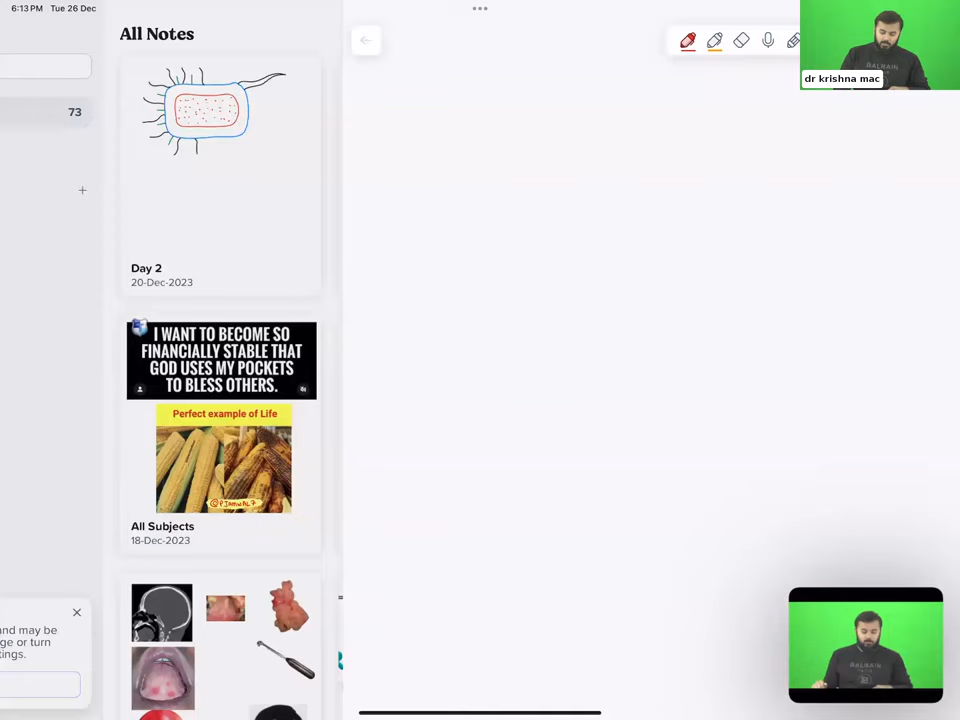 6:13 PM Tue 26 Dec
All Notes
dr krishna mac
BALMAIN
73
+
Day 2
20-Dec-2023
I WANT TO BECOME SO
FINANCIALLY STABLE THAT
GOD USES MY POCKETS
TO BLESS OTHERS.
Perfect example of Life
All Subjects
18-Dec-2023
and may be
ge or turn
tings.